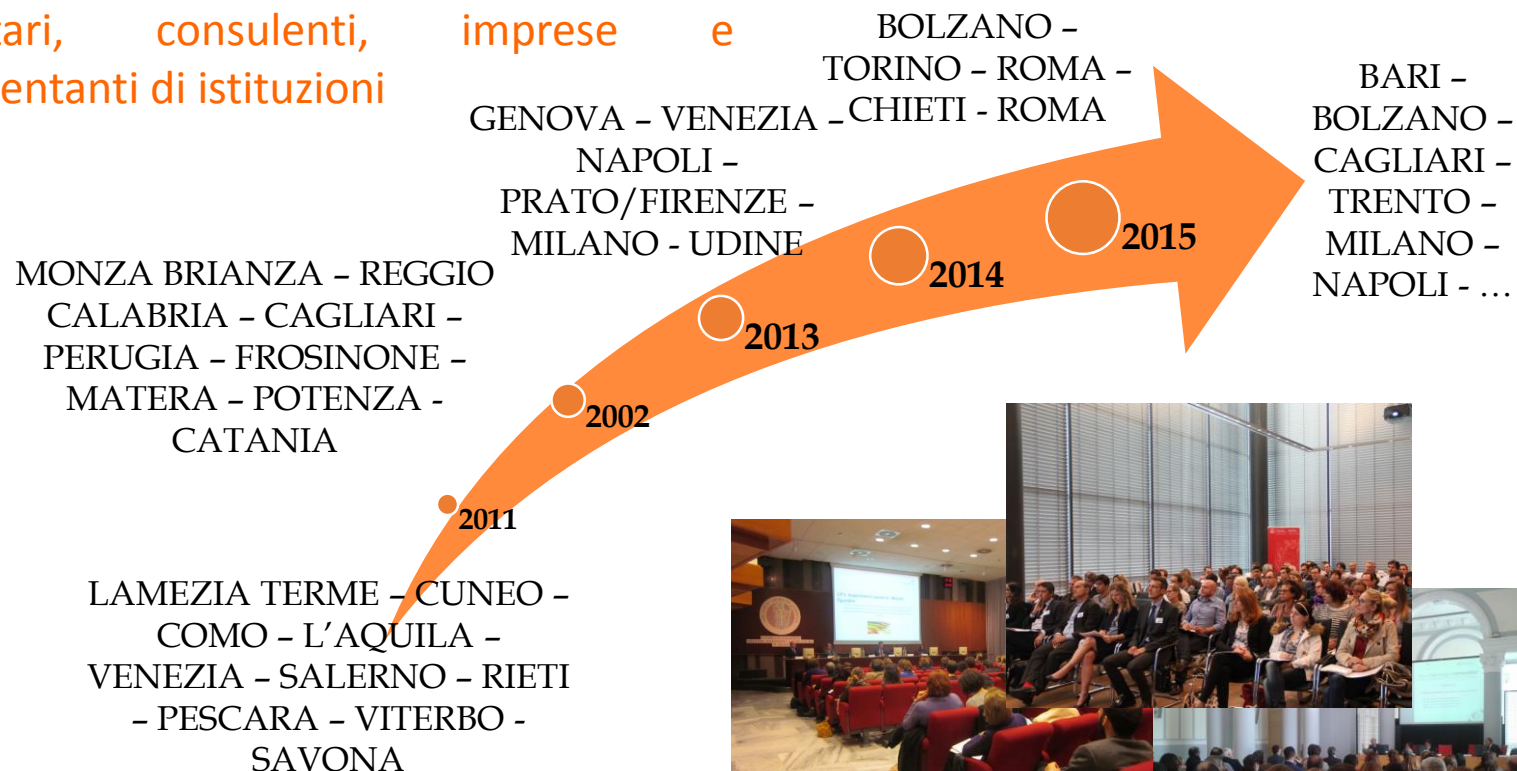 consulenti, imprese e
di istituzioni
BOLZANO –
TORINO – ROMA –
CHIETI - ROMA
GENOVA – VENEZIA –
NAPOLI –
PRATO/FIRENZE –
MILANO - UDINE
BARI –
BOLZANO –
CAGLIARI –
TRENTO –
MILANO –
NAPOLI - …
MONZA BRIANZA – REGGIO
CALABRIA – CAGLIARI –
PERUGIA – FROSINONE –
MATERA – POTENZA -
CATANIA
2015
2014
2013
2002
2011
LAMEZIA TERME – CUNEO –
COMO – L’AQUILA –
VENEZIA – SALERNO – RIETI
– PESCARA – VITERBO -
SAVONA